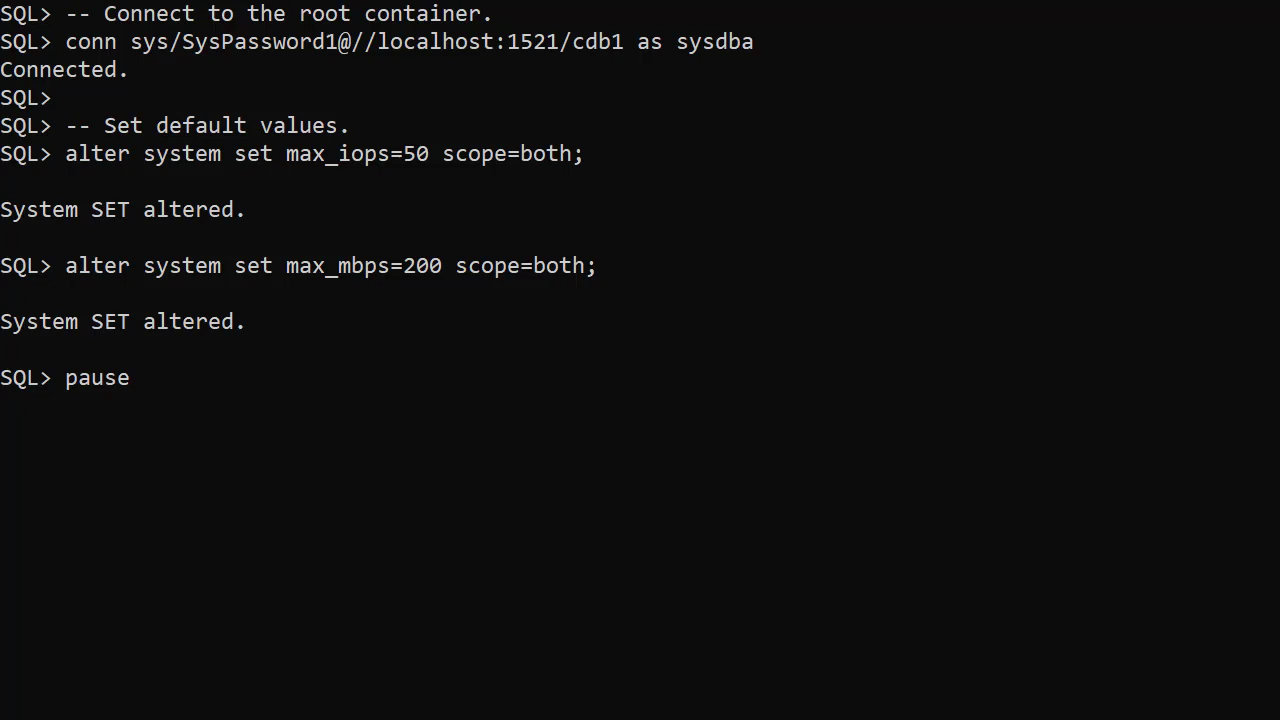 SQL> -- Connect to the root container.
SQL> conn sys/SysPassword1@//localhost:1521/cdb1 as sysdba
Connected.
SQL>
SQL> -- Set default values.
SQL> alter system set max_iops=50 scope=both;
System SET altered.
SQL> alter system set max_mbps=200 scope=both;
System SET altered.
SQL> pause